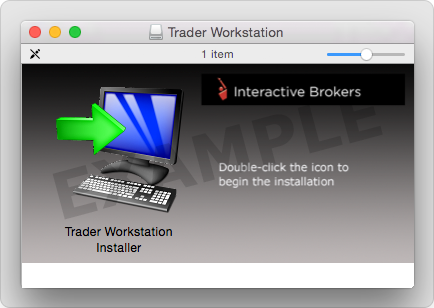 Trader Workstation
1 item
Interactive Brokers
EXAMPLE
Double-click the icon to
begin the installation
Trader Workstation
Installer